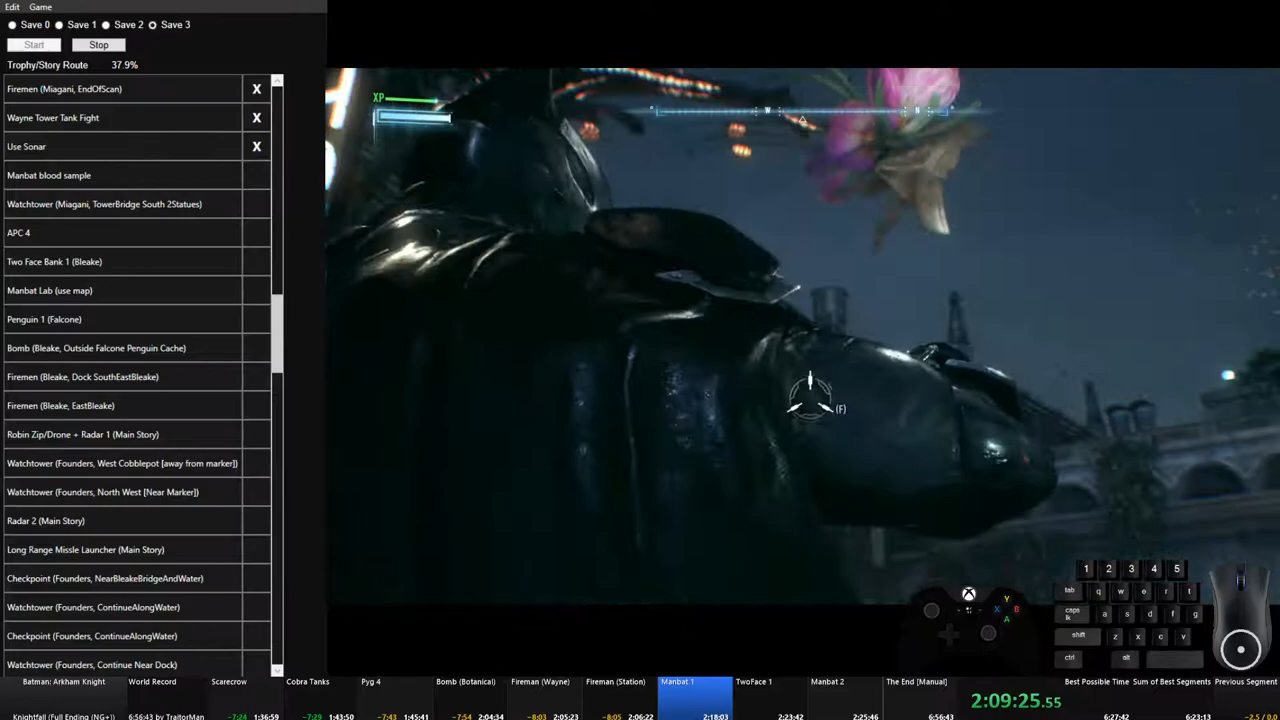 Edit Game
Save 0 Save 1 Save 2 Save 3
Start Stop
Trophy/Story Route 37.9%
Firemen (Miagani, EndOfScan) X
Wayne Tower Tank Fight X
Use Sonar X
Manbat blood sample
Watchtower (Miagani, TowerBridge South 2Statues)
APC 4
Two Face Bank 1 (Bleake)
Manbat Lab (use map)
Penguin 1 (Falcone)
Bomb (Bleake, Outside Falcone Penguin Cache)
Firemen (Bleake, Dock SouthEastBleake)
Firemen (Bleake, EastBleake)
Robin Zip/Drone + Radar 1 (Main Story)
Watchtower (Founders, West Cobblepot [away from marker])
Watchtower (Founders, North West [Near Marker])
Radar 2 (Main Story)
Long Range Missle Launcher (Main Story)
Checkpoint (Founders, NearBleakeBridgeAndWater)
Watchtower (Founders, ContinueAlongWater)
Checkpoint (Founders, ContinueAlongWater)
Watchtower (Founders, Continue Near Dock)
XP
W N
(F)
1 2 3 4 5
tab q w e r t
caps lk a s d f g
shift z x c v
ctrl alt
Y
X B
A
Batman: Arkham Knight World Record Scarecrow Cobra Tanks Pyg 4 Bomb (Botanical) Fireman (Wayne) Fireman (Station) Manbat 1 TwoFace 1 Manbat 2 The End [Manual] 2:09:25.55 Best Possible Time Sum of Best Segments Previous Segment
Knightfall (Full Ending (NG+)) 6:56:43 by TraitorMan -7:24 1:36:59 -7:29 1:43:50 -7:43 1:45:41 -7:54 2:04:34 -8:03 2:05:23 -8:05 2:06:22 2:18:03 2:23:42 2:25:46 6:56:43 6:27:42 6:23:13 -2.5 / 0.0